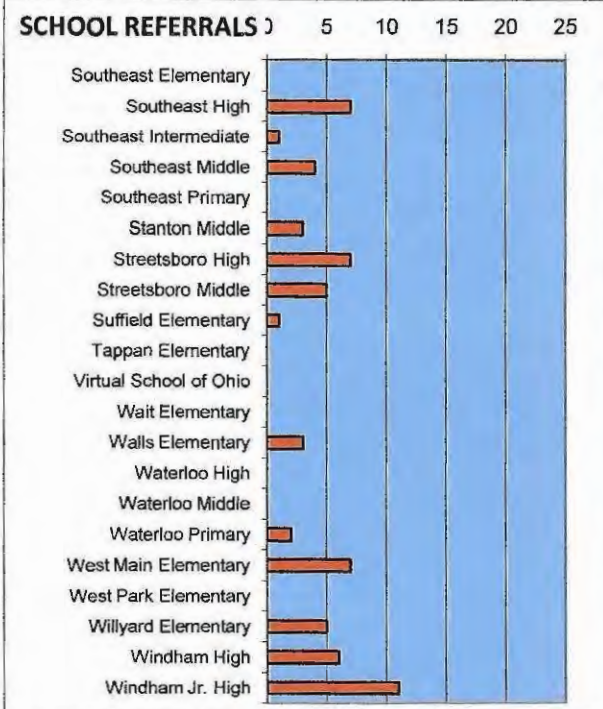 SCHOOL REFERRALS 0 5 10 15 20 25
Southeast Elementary
Southeast High
Southeast Intermediate
Southeast Middle
Southeast Primary
Stanton Middle
Streetsboro High
Streetsboro Middle
Suffield Elementary
Tappan Elementary
Virtual School of Ohio
Wait Elementary
Walls Elementary
Waterloo High
Waterloo Middle
Waterloo Primary
West Main Elementary
West Park Elementary
Willyard Elementary
Windham High
Windham Jr. High